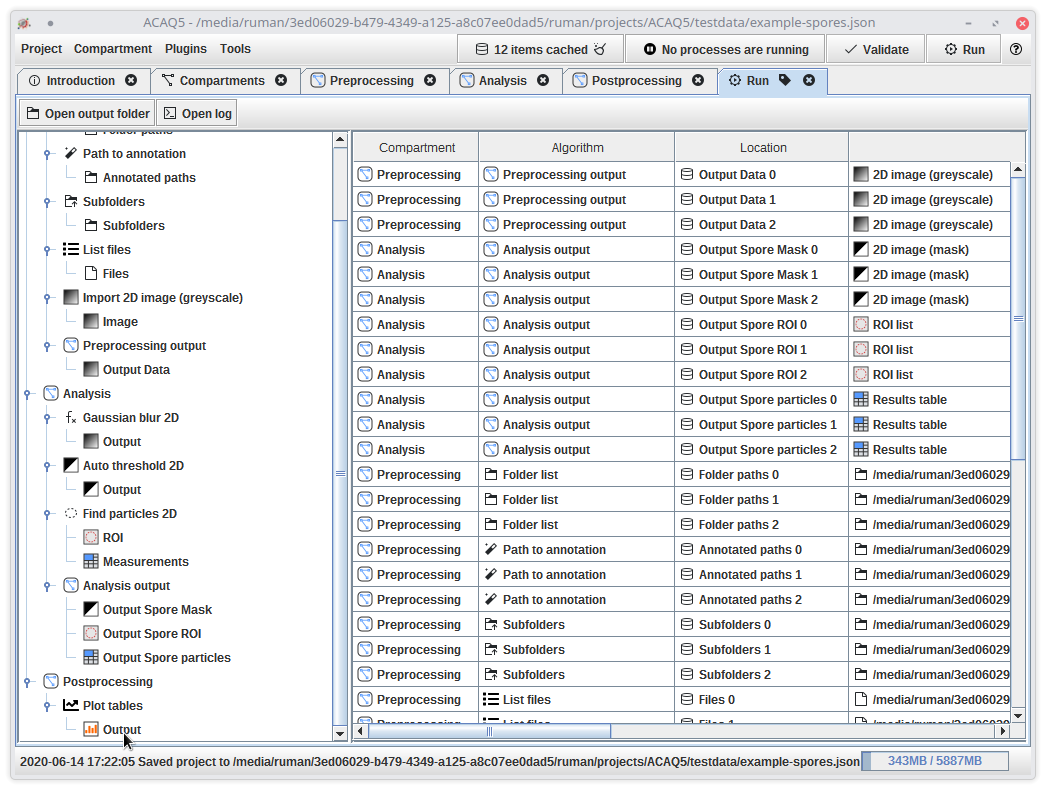 ACAQ5 - /media/ruman/3ed06029-b479-4349-a125-a8c07ee0dad5/ruman/projects/ACAQ5/testdata/example-spores.json
Project Compartment Plugins Tools 12 items cached No processes are running Validate Run
Introduction Compartments Preprocessing Analysis Postprocessing Run
Open output folder Open log
Folder paths
Path to annotation
Annotated paths
Subfolders
Subfolders
List files
Files
Import 2D image (greyscale)
Image
Preprocessing output
Output Data
Analysis
Gaussian blur 2D
Output
Auto threshold 2D
Output
Find particles 2D
ROI
Measurements
Analysis output
Output Spore Mask
Output Spore ROI
Output Spore particles
Postprocessing
Plot tables
Output
Compartment Algorithm Location
Preprocessing Preprocessing output Output Data 0 2D image (greyscale)
Preprocessing Preprocessing output Output Data 1 2D image (greyscale)
Preprocessing Preprocessing output Output Data 2 2D image (greyscale)
Analysis Analysis output Output Spore Mask 0 2D image (mask)
Analysis Analysis output Output Spore Mask 1 2D image (mask)
Analysis Analysis output Output Spore Mask 2 2D image (mask)
Analysis Analysis output Output Spore ROI 0 ROI list
Analysis Analysis output Output Spore ROI 1 ROI list
Analysis Analysis output Output Spore ROI 2 ROI list
Analysis Analysis output Output Spore particles 0 Results table
Analysis Analysis output Output Spore particles 1 Results table
Analysis Analysis output Output Spore particles 2 Results table
Preprocessing Folder list Folder paths 0 /media/ruman/3ed06029
Preprocessing Folder list Folder paths 1 /media/ruman/3ed06029
Preprocessing Folder list Folder paths 2 /media/ruman/3ed06029
Preprocessing Path to annotation Annotated paths 0 /media/ruman/3ed06029
Preprocessing Path to annotation Annotated paths 1 /media/ruman/3ed06029
Preprocessing Path to annotation Annotated paths 2 /media/ruman/3ed06029
Preprocessing Subfolders Subfolders 0 /media/ruman/3ed06029
Preprocessing Subfolders Subfolders 1 /media/ruman/3ed06029
Preprocessing Subfolders Subfolders 2 /media/ruman/3ed06029
Preprocessing List files Files 0 /media/ruman/3ed06029
Preprocessing List files Files 1 /media/ruman/3ed06029
2020-06-14 17:22:05 Saved project to /media/ruman/3ed06029-b479-4349-a125-a8c07ee0dad5/ruman/projects/ACAQ5/testdata/example-spores.json 343MB / 5887MB